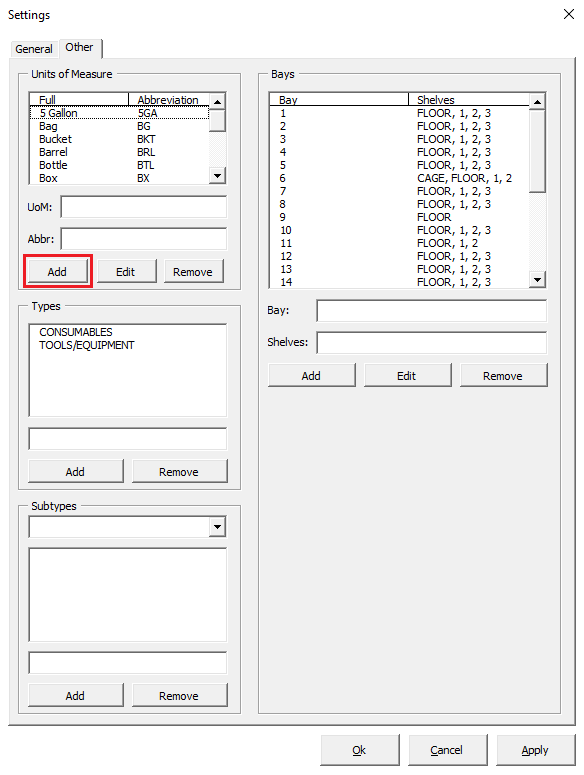 Settings
General Other
Units of Measure
Full Abbreviation
5 Gallon 5GA
Bag BG
Bucket BKT
Barrel BRL
Bottle BTL
Box BX
UoM:
Abbr:
Add Edit Remove
Types
CONSUMABLES
TOOLS/EQUIPMENT
Add Remove
Subtypes
Add Remove
Bays
Bay Shelves
1 FLOOR, 1, 2, 3
2 FLOOR, 1, 2, 3
3 FLOOR, 1, 2, 3
4 FLOOR, 1, 2, 3
5 FLOOR, 1, 2, 3
6 CAGE, FLOOR, 1, 2
7 FLOOR, 1, 2, 3
8 FLOOR, 1, 2, 3
9 FLOOR
10 FLOOR, 1, 2, 3
11 FLOOR, 1, 2
12 FLOOR, 1, 2, 3
13 FLOOR, 1, 2, 3
14 FLOOR, 1, 2, 3
Bay:
Shelves:
Add Edit Remove
Ok Cancel Apply